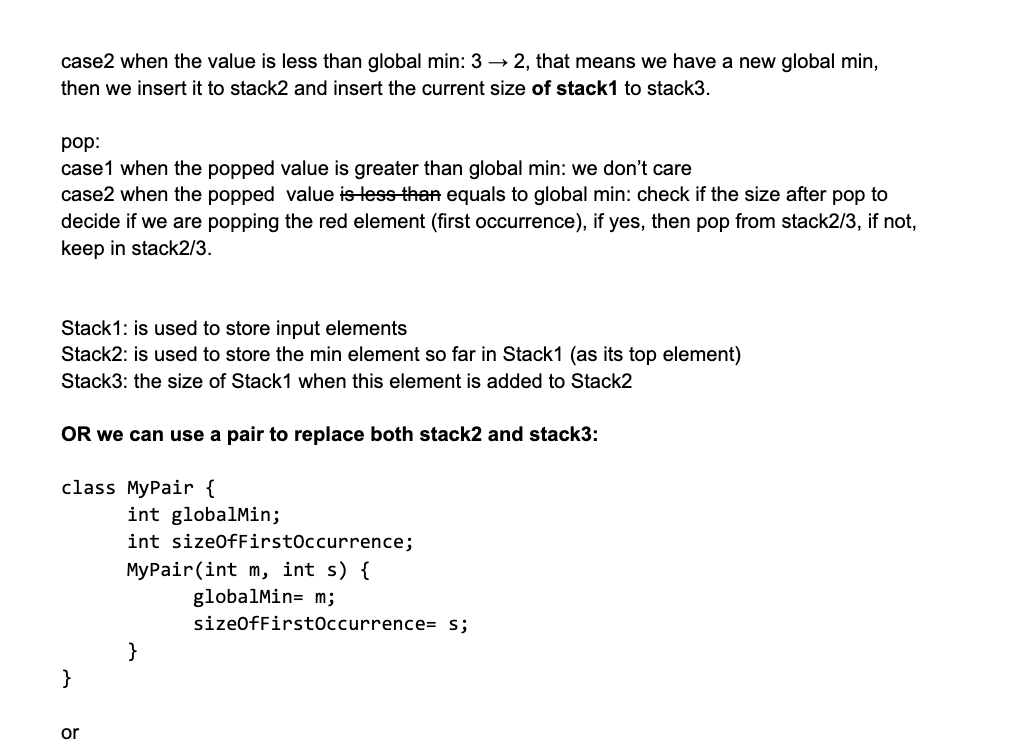 case2 when the value is less than global min: 3 → 2, that means we have a new global min,
then we insert it to stack2 and insert the current size of stack1 to stack3.
pop:
case1 when the popped value is greater than global min: we don’t care
case2 when the popped  value is less than equals to global min: check if the size after pop to
decide if we are popping the red element (first occurrence), if yes, then pop from stack2/3, if not,
keep in stack2/3.
Stack1: is used to store input elements
Stack2: is used to store the min element so far in Stack1 (as its top element)
Stack3: the size of Stack1 when this element is added to Stack2
OR we can use a pair to replace both stack2 and stack3:
class MyPair {
int globalMin;
int sizeOfFirstOccurrence;
MyPair(int m, int s) {
globalMin= m;
sizeOfFirstOccurrence= s;
}
}
or